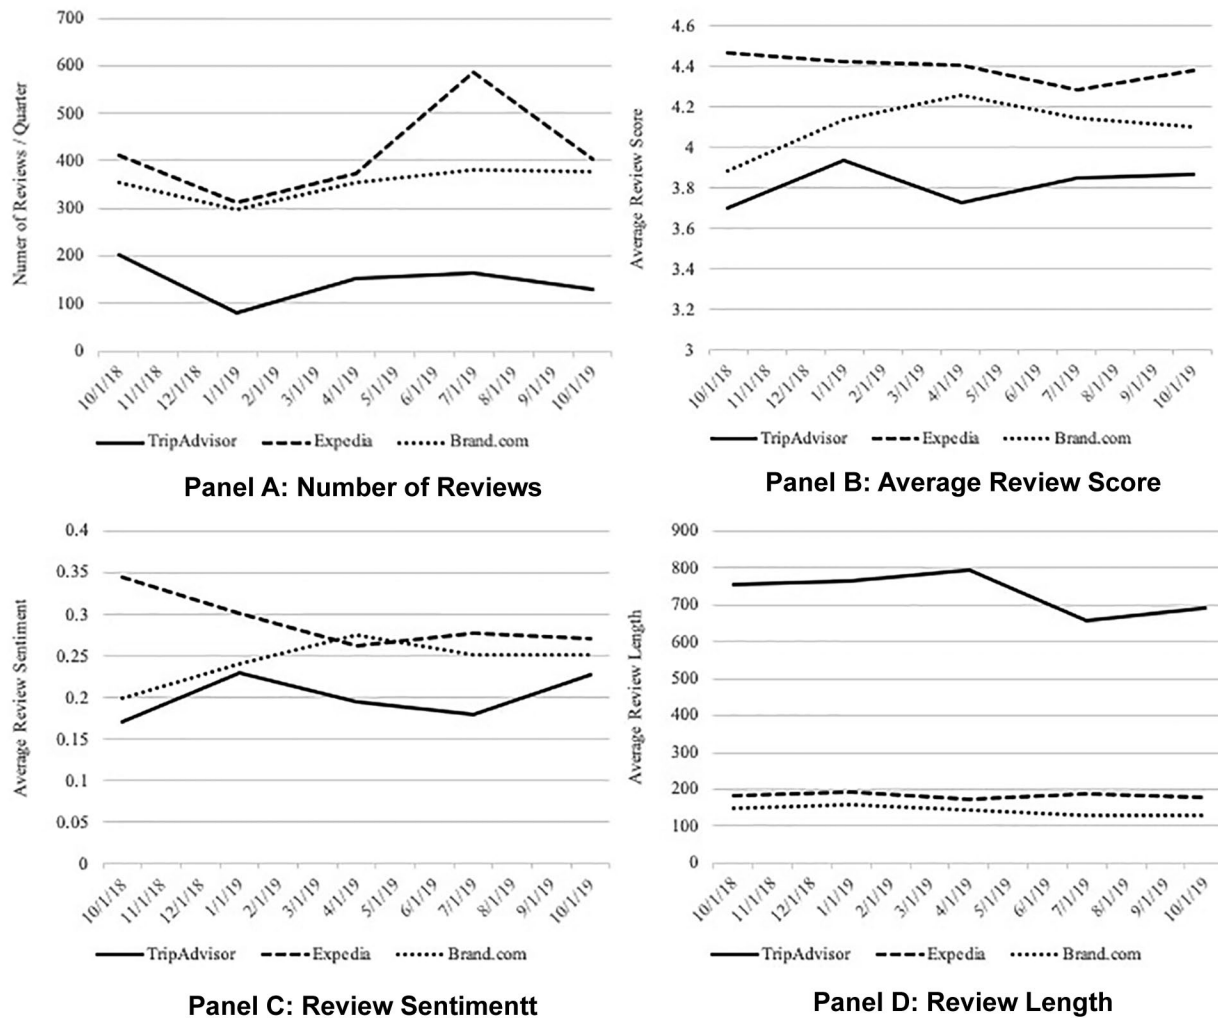 700
600
500
400
300
200
100
0
Numer of Reviews / Quarter
10/1/18 11/1/18 12/1/18 1/1/19 2/1/19 3/1/19 4/1/19 5/1/19 6/1/19 7/1/19 8/1/19 9/1/19 10/1/19
TripAdvisor Expedia Brand.com
Panel A: Number of Reviews
4.6
4.4
4.2
4
3.8
3.6
3.4
3.2
3
Average Review Score
10/1/18 11/1/18 12/1/18 1/1/19 2/1/19 3/1/19 4/1/19 5/1/19 6/1/19 7/1/19 8/1/19 9/1/19 10/1/19
TripAdvisor Expedia Brand.com
Panel B: Average Review Score
0.4
0.35
0.3
0.25
0.2
0.15
0.1
0.05
0
Average Review Sentiment
10/1/18 11/1/18 12/1/18 1/1/19 2/1/19 3/1/19 4/1/19 5/1/19 6/1/19 7/1/19 8/1/19 9/1/19 10/1/19
TripAdvisor Expedia Brand.com
Panel C: Review Sentimentt
900
800
700
600
500
400
300
200
100
0
Average Review Length
10/1/18 11/1/18 12/1/18 1/1/19 2/1/19 3/1/19 4/1/19 5/1/19 6/1/19 7/1/19 8/1/19 9/1/19 10/1/19
TripAdvisor Expedia Brand.com
Panel D: Review Length